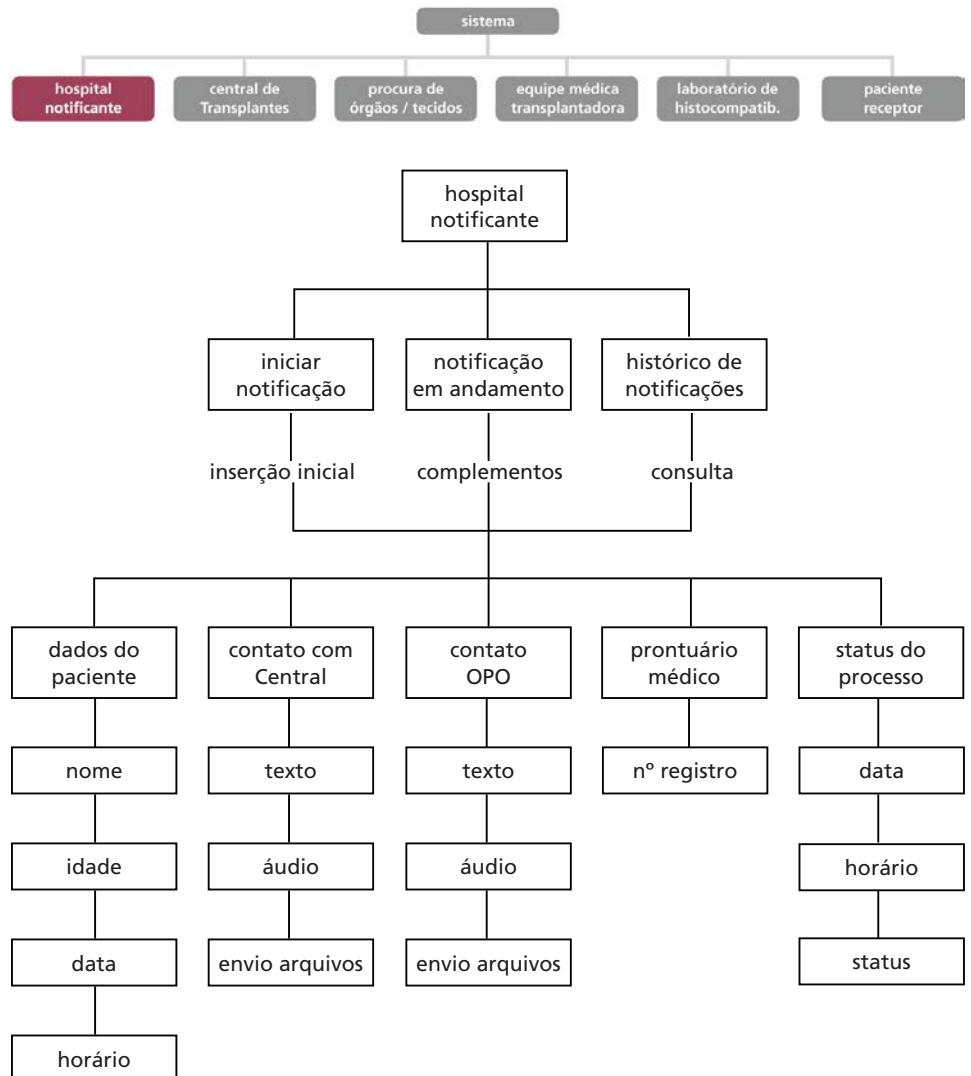 sistema
hospital
notificante
central de
Transplantes
procura de
órgãos / tecidos
equipe médica
transplantadora
laboratório de
histocompatib.
paciente
receptor
hospital
notificante
iniciar
notificação
notificação
em andamento
histórico de
notificações
inserção inicial
complementos
consulta
dados do
paciente
contato com
Central
contato
OPO
prontuário
médico
status do
processo
nome
texto
texto
nº registro
data
idade
áudio
áudio
horário
data
envio arquivos
envio arquivos
status
horário